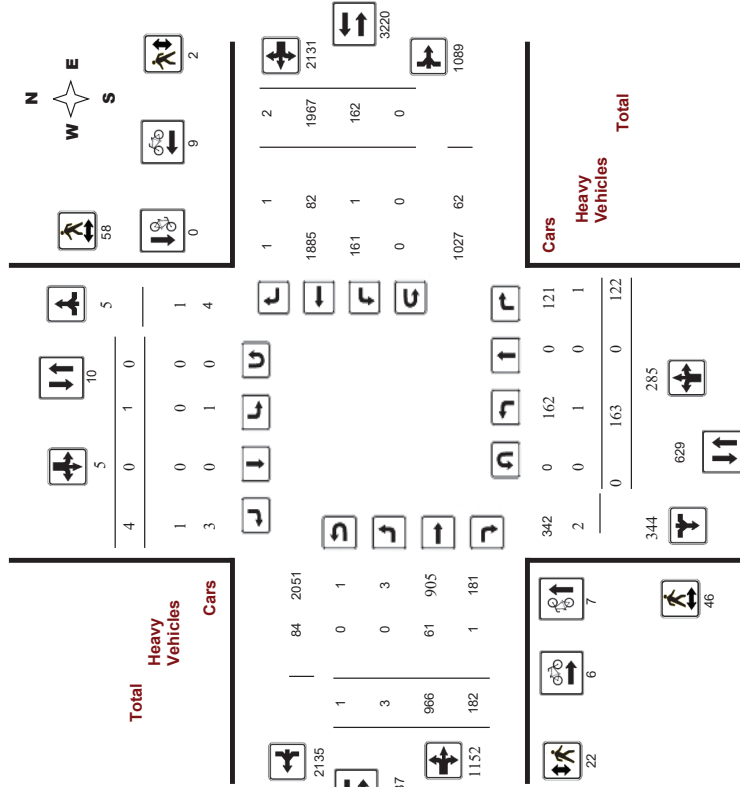 N
W E
S
2
9
0
58
2131
3220
1089
2 1967 162 0
1 82 1 0 62
1 1885 161 0 1027
5 10 5
4 0 1 0
1 0 0 0 1
3 0 1 0 4
Total
Heavy
Vehicles
Cars
Cars
Heavy
Vehicles
Total
342 0 162 0 121
2 0 1 0 1
0 163 0 122
344 629 285
2051 1 3 905 181
84 0 0 61 1
1 3 966 182
2135
37
1152
7
6
22
46